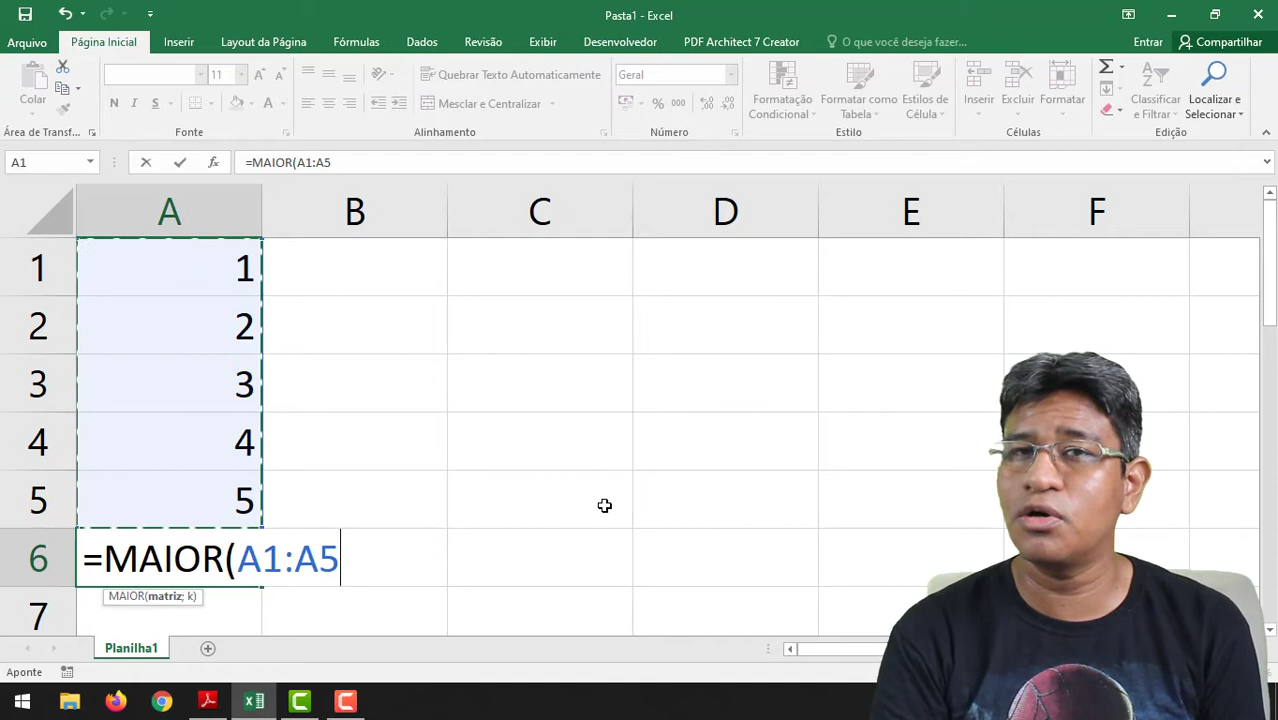 Pasta1 - Excel
Arquivo Página Inicial Inserir Layout da Página Fórmulas Dados Revisão Exibir Desenvolvedor PDF Architect 7 Creator O que você deseja fazer... Entrar Compartilhar
11 Quebrar Texto Automaticamente Geral
Colar N I S Mesclar e Centralizar % 000 Formatação Condicional Formatar como Tabela Estilos de Célula Inserir Excluir Formatar Classificar e Filtrar Localizar e Selecionar
Área de Transf... Fonte Alinhamento Número Estilo Células Edição
A1 fx =MAIOR(A1:A5
A B C D E F
1 1
2 2
3 3
4 4
5 5
6 =MAIOR(A1:A5
MAIOR(matriz; k)
7
Planilha1
Aponte